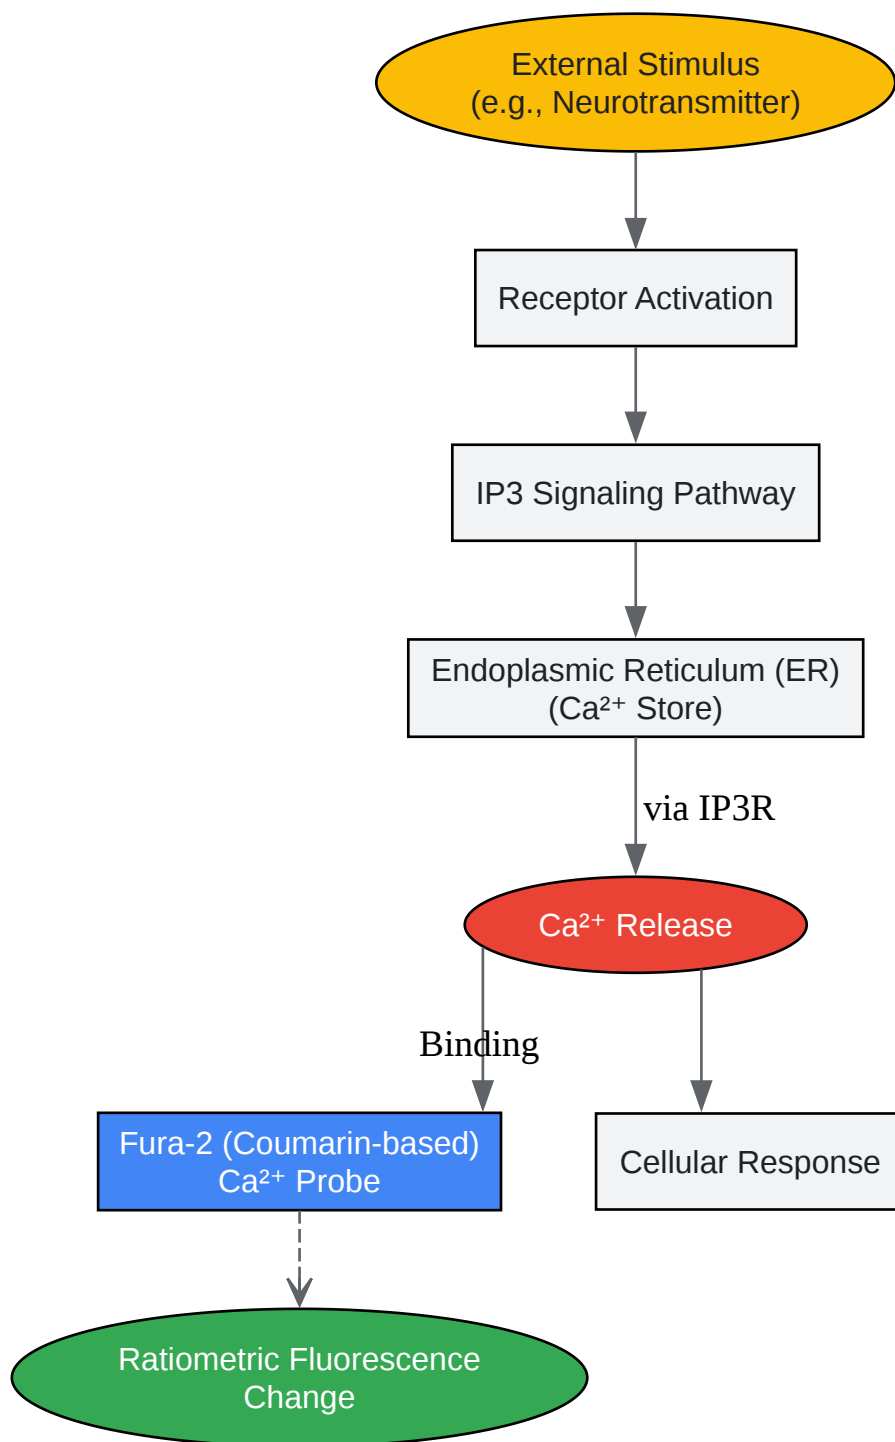 External Stimulus
(e.g., Neurotransmitter)
Receptor Activation
IP3 Signaling Pathway
Endoplasmic Reticulum (ER)
(Ca²⁺ Store)
via IP3R
Ca²⁺ Release
Binding
Fura-2 (Coumarin-based)
Ca²⁺ Probe
Cellular Response
Ratiometric Fluorescence
Change